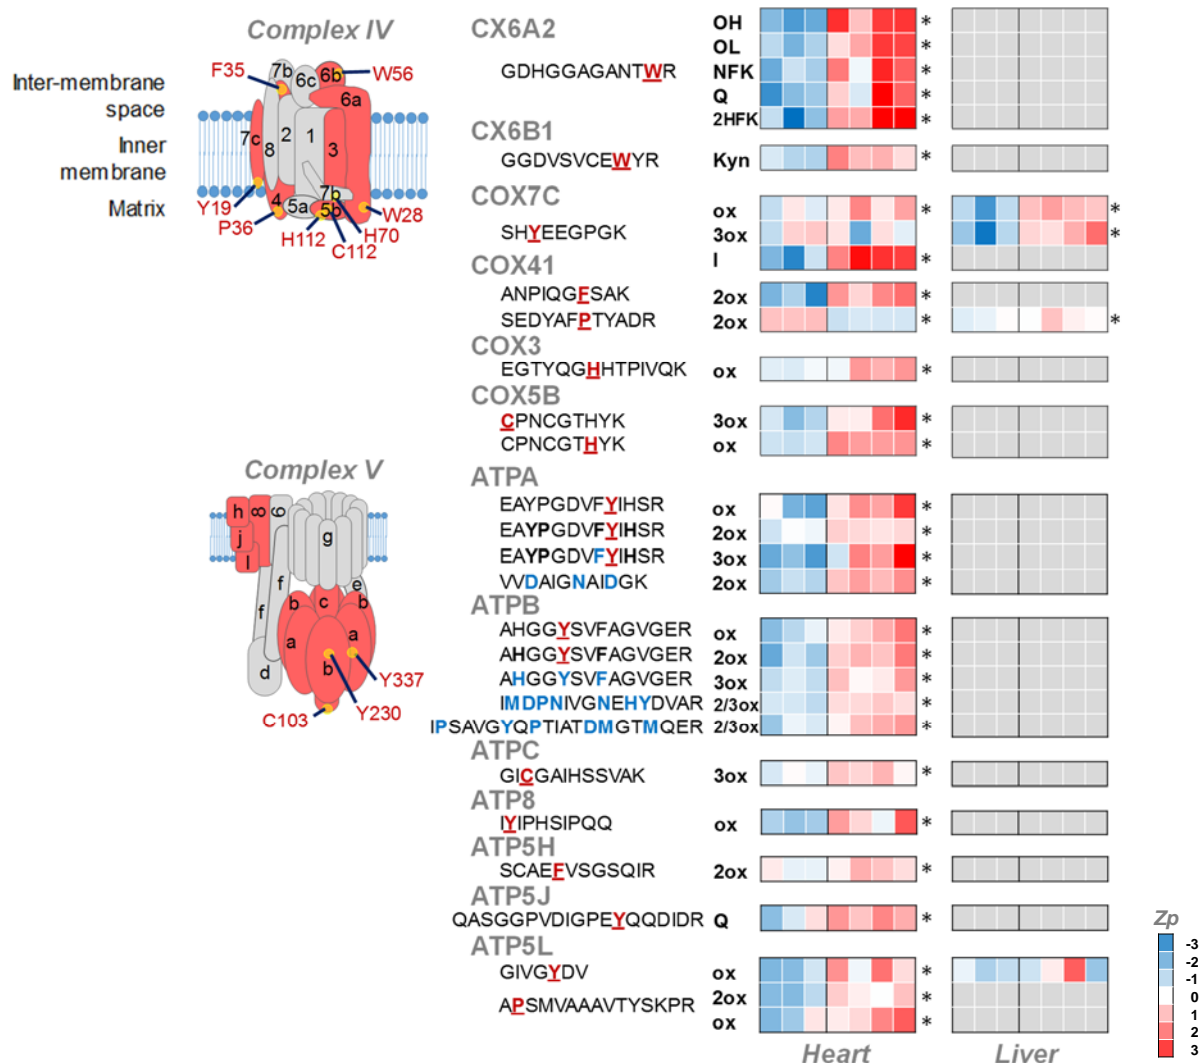 Complex IV
Inter-membrane
space
Inner
membrane
Matrix
F35
7b
6c
6b
W56
6a
7c
8
2
1
3
7b
4
5a
5b
Y19
P36
H112
C112
H70
W28
Complex V
h
j
l
8
6
g
f
f
e
d
b
c
b
a
a
b
Y337
Y230
C103
CX6A2
GDHGGAGANTWR
OH *
OL *
NFK *
Q *
2HFK *
CX6B1
GGDVSVCEWYR Kyn *
COX7C
SHYEEGPGK
ox * *
3ox *
I *
COX41
ANPIQGFSAK 2ox *
SEDYAFPTYADR 2ox * *
COX3
EGTYQGHHTPIVQK ox *
COX5B
CPNCGTHYK 3ox *
CPNCGTHYK ox *
ATPA
EAYPGDVFYIHSR ox *
EAYPGDVFYIHSR 2ox *
EAYPGDVFYIHSR 3ox *
VVDAIGNAIDGK 2ox *
ATPB
AHGGYSVFAGVGER ox *
AHGGYSVFAGVGER 2ox *
AHGGYSVFAGVGER 3ox *
IMDPNIVGNEHYDVAR 2/3ox *
IPSAVGYQPTIATDMGTMQER 2/3ox *
ATPC
GICGAIHSSVAK 3ox *
ATP8
IYIPHSIPQQ ox *
ATP5H
SCAEFVSGSQIR 2ox *
ATP5J
QASGGPVDIGPEYQQDIDR Q *
ATP5L
GIVGYDV ox *
APSMVAAAVTYSKPR 2ox *
ox *
Heart
Liver
Zp
-3
-2
-1
0
1
2
3